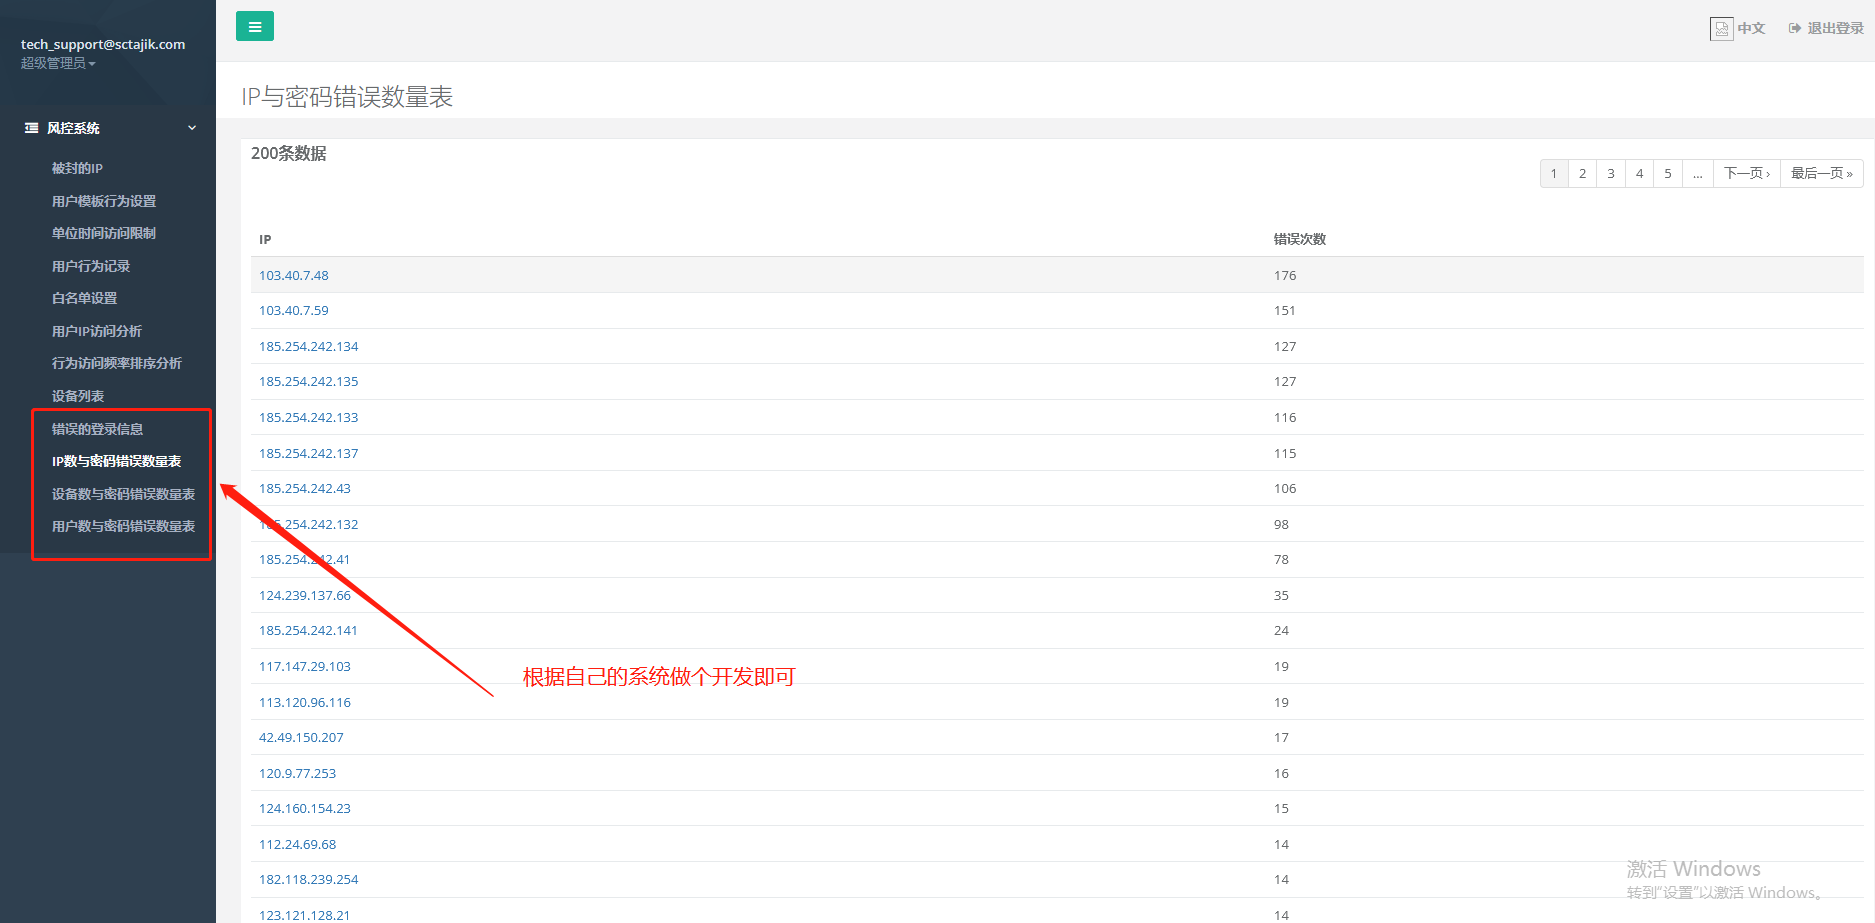 tech_support@sctajik.com
超级管理员
风控系统
被封的IP
用户模板行为设置
单位时间访问限制
用户行为记录
白名单设置
用户IP访问分析
行为访问频率排序分析
设备列表
错误的登录信息
IP数与密码错误数量表
设备数与密码错误数量表
用户数与密码错误数量表
中文 退出登录
IP与密码错误数量表
200条数据
1 2 3 4 5 ... 下一页 › 最后一页 »
IP 错误次数
103.40.7.48 176
103.40.7.59 151
185.254.242.134 127
185.254.242.135 127
185.254.242.133 116
185.254.242.137 115
185.254.242.43 106
185.254.242.132 98
185.254.242.41 78
124.239.137.66 35
185.254.242.141 24
117.147.29.103 19
根据自己的系统做个开发即可
113.120.96.116 19
42.49.150.207 17
120.9.77.253 16
124.160.154.23 15
112.24.69.68 14
182.118.239.254 14
123.121.128.21 14
激活 Windows
转到“设置”以激活 Windows。